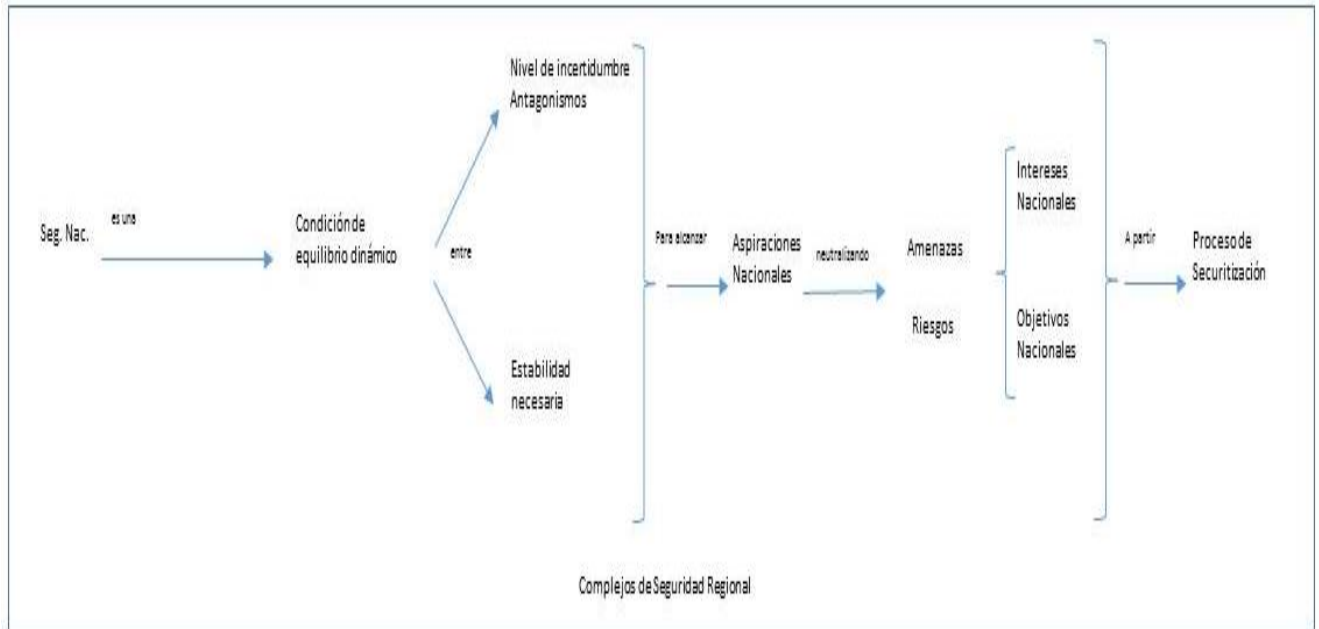 Seg. Nac.
es una
Condición de
equilibrio dinámico
entre
Nivel de incertidumbre
Antagonismos
Estabilidad
necesaria
Para alcanzar
Aspiraciones
Nacionales
neutralizando
Amenazas
Riesgos
Intereses
Nacionales
Objetivos
Nacionales
A partir
Proceso de
Securitización
Complejos de Seguridad Regional